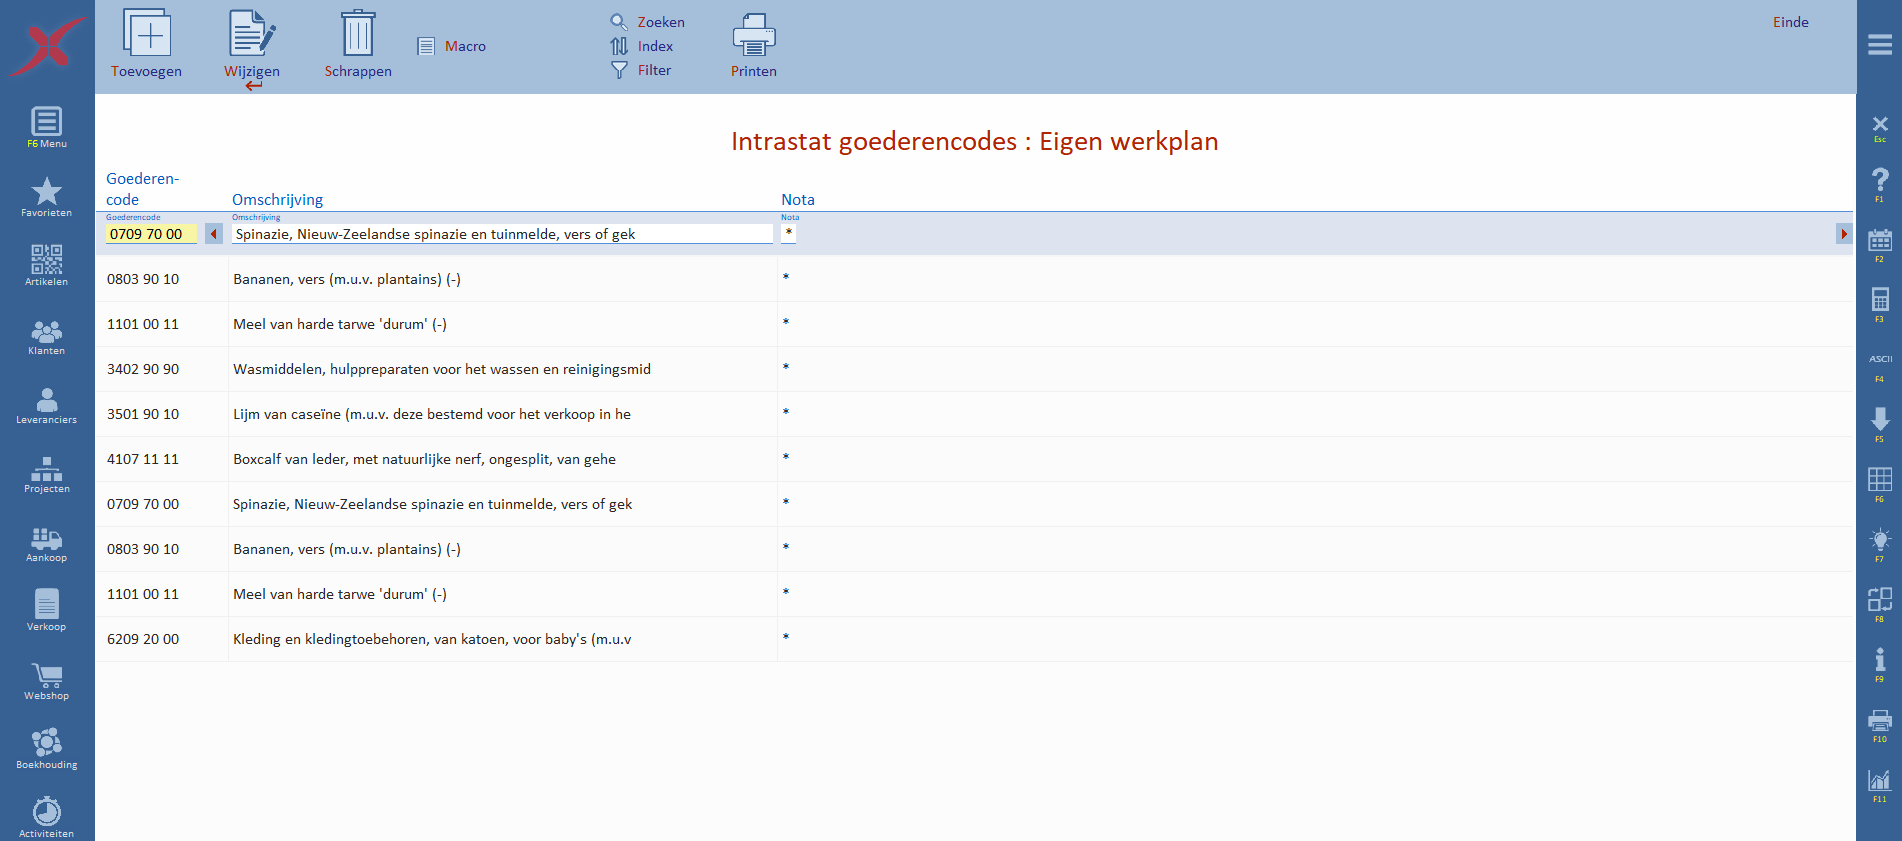 Toevoegen
Wijzigen
Schrappen
Macro
Zoeken
Index
Filter
Printen
Einde
F6 Menu
Favorieten
Artikelen
Klanten
Leveranciers
Projecten
Aankoop
Verkoop
Webshop
Boekhouding
Activiteiten
Intrastat goederencodes : Eigen werkplan
Goederen-
code Omschrijving Nota
Goederencode Omschrijving Nota
0709 70 00 Spinazie, Nieuw-Zeelandse spinazie en tuinmelde, vers of gek *
0803 90 10 Bananen, vers (m.u.v. plantains) (-) *
1101 00 11 Meel van harde tarwe 'durum' (-) *
3402 90 90 Wasmiddelen, hulppreparaten voor het wassen en reinigingsmid *
3501 90 10 Lijm van caseïne (m.u.v. deze bestemd voor het verkoop in he *
4107 11 11 Boxcalf van leder, met natuurlijke nerf, ongesplit, van gehe *
0709 70 00 Spinazie, Nieuw-Zeelandse spinazie en tuinmelde, vers of gek *
0803 90 10 Bananen, vers (m.u.v. plantains) (-) *
1101 00 11 Meel van harde tarwe 'durum' (-) *
6209 20 00 Kleding en kledingtoebehoren, van katoen, voor baby's (m.u.v *
Esc
F1
F2
F3
ASCII
F4
F5
F6
F7
F8
F9
F10
F11